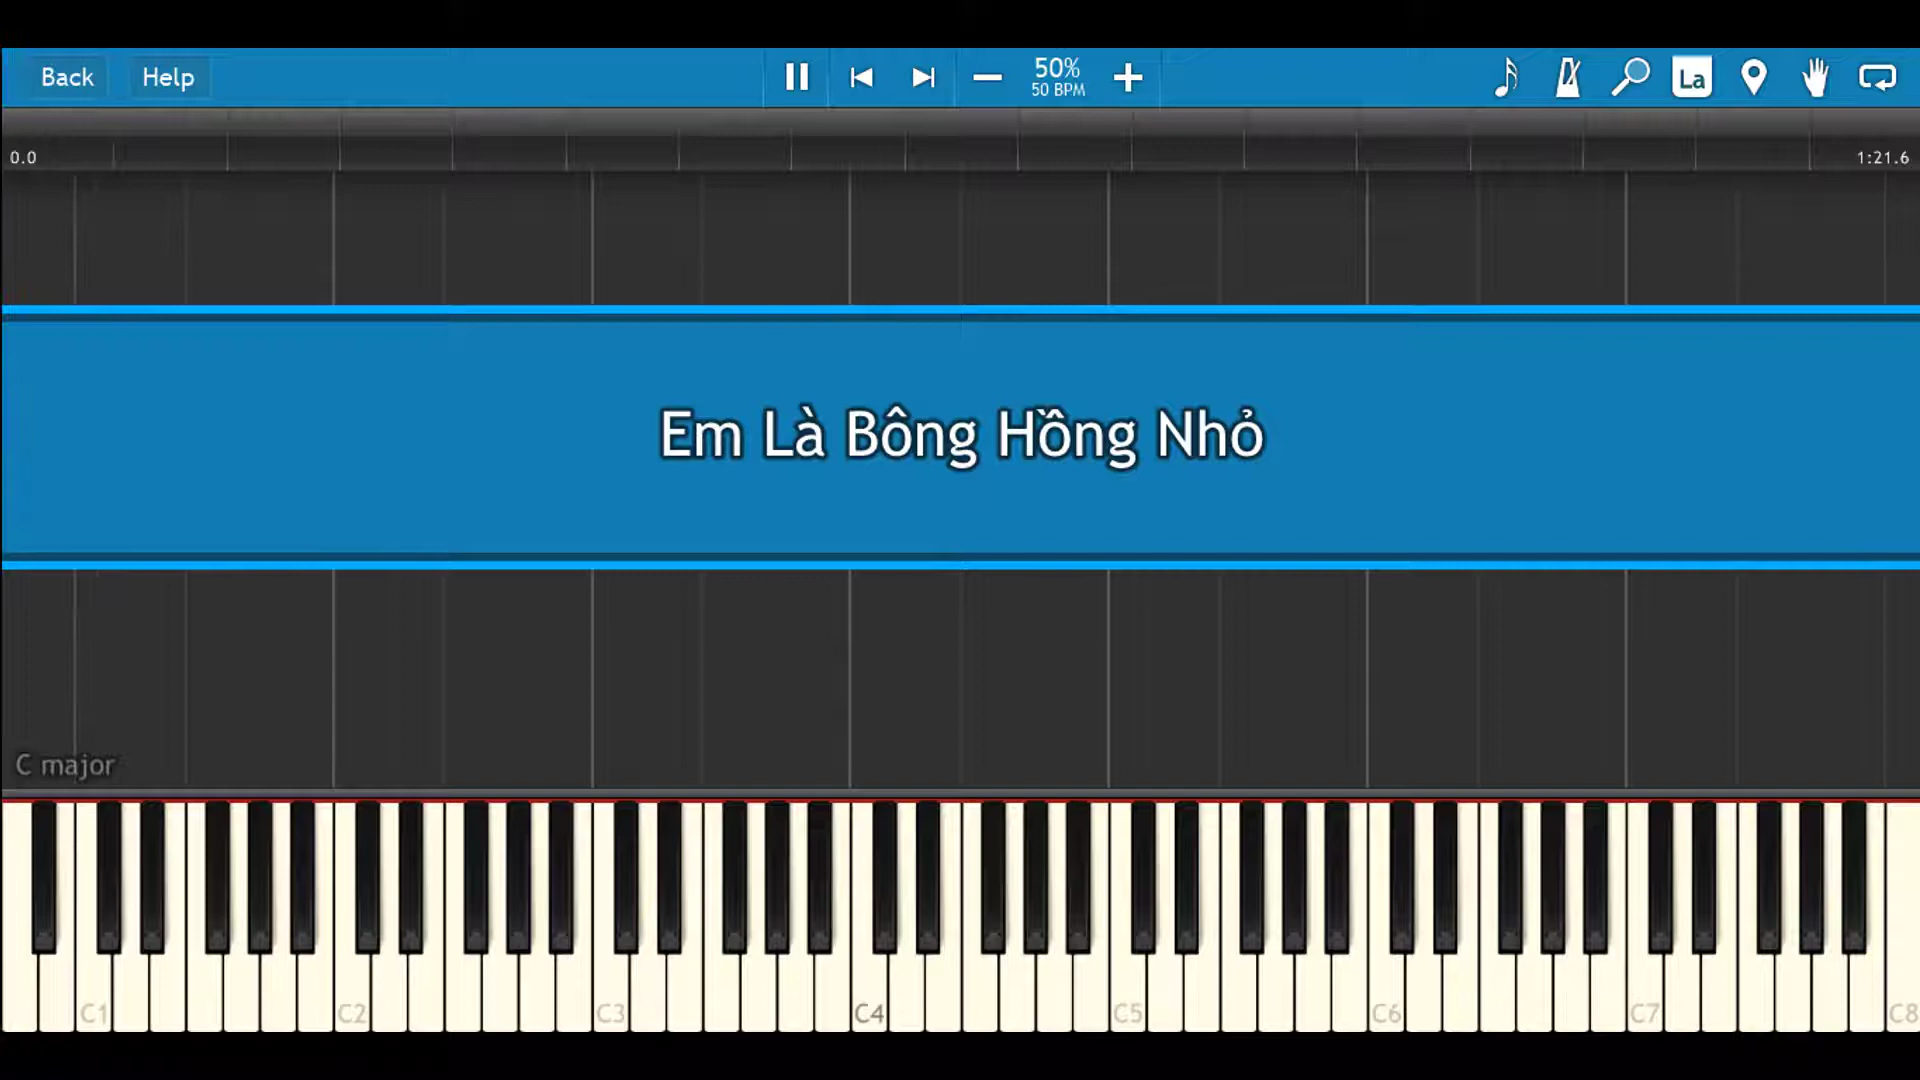 Back Help 50% La
50 BPM
0.0 1:21.6
Em Là Bông Hồng Nhỏ
C major
C1 C2 C3 C4 C5 C6 C7 C8